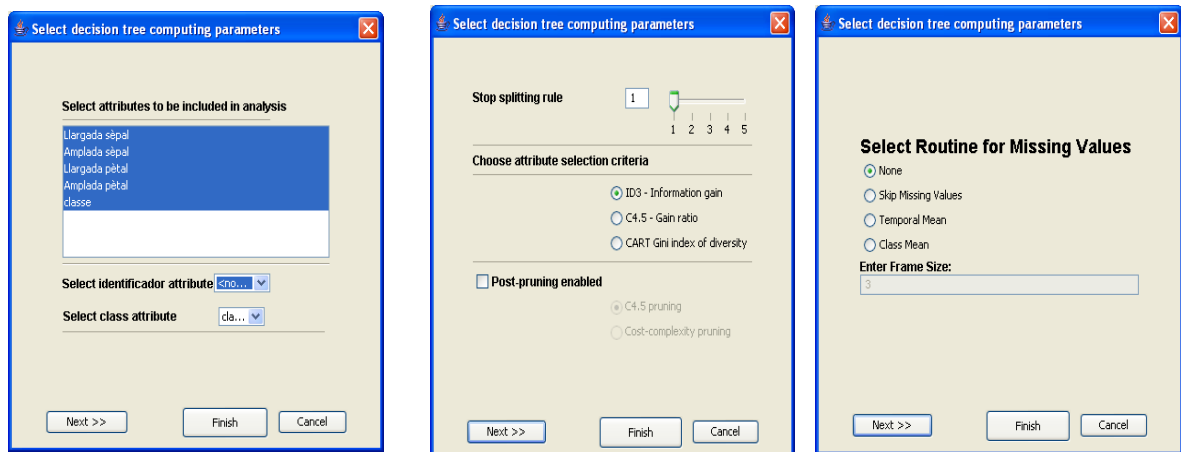 Select decision tree computing parameters
Select attributes to be included in analysis
Llargada sèpal
Amplada sèpal
Llargada pètal
Amplada pètal
classe
Select identificador attribute <no...
Select class attribute cla...
Next >> Finish Cancel
Select decision tree computing parameters
Stop splitting rule 1
1 2 3 4 5
Choose attribute selection criteria
ID3 - Information gain
C4.5 - Gain ratio
CART Gini index of diversity
Post-pruning enabled
C4.5 pruning
Cost-complexity pruning
Next >> Finish Cancel
Select decision tree computing parameters
Select Routine for Missing Values
None
Skip Missing Values
Temporal Mean
Class Mean
Enter Frame Size:
3
Next >> Finish Cancel